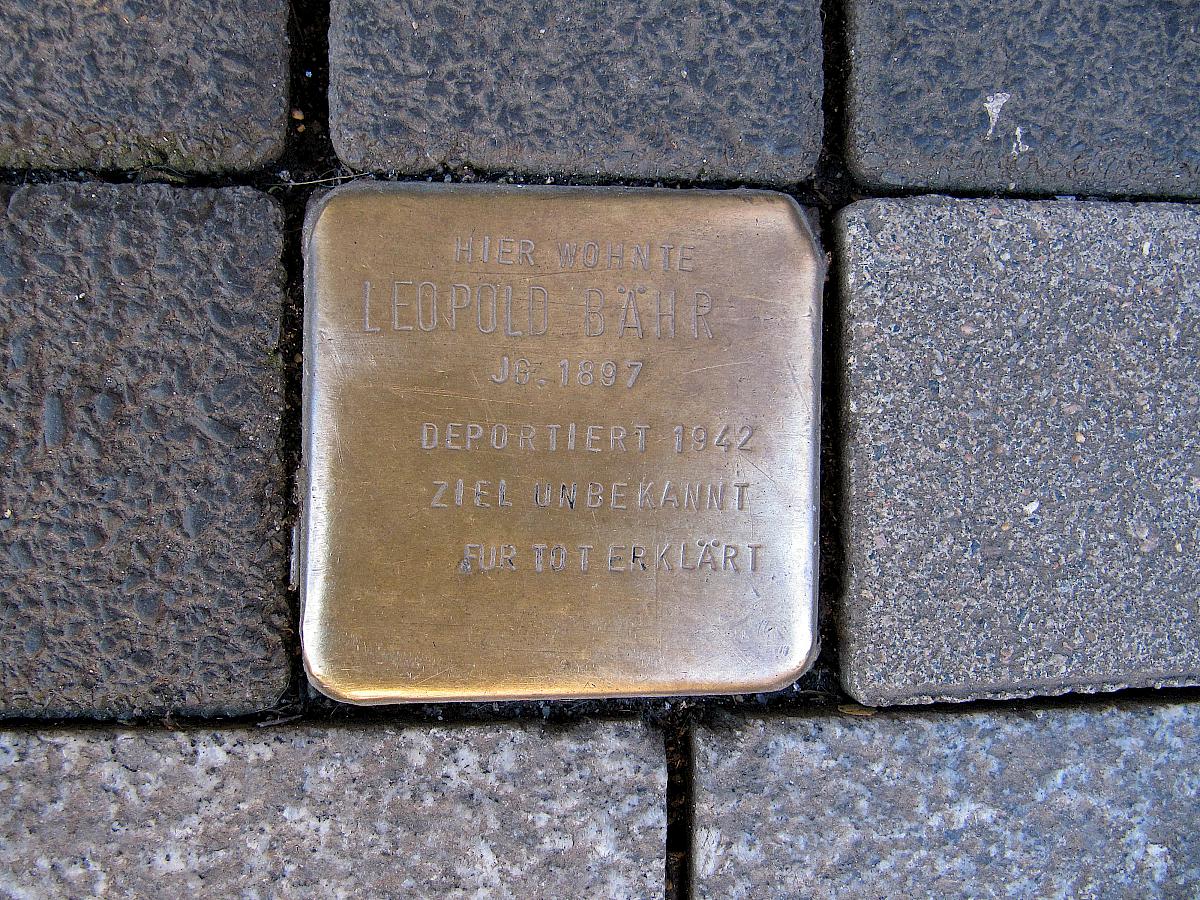 HIER WOHNTE
LEOPOLD BÄHR
JG. 1897
DEPORTIERT 1942
ZIEL UNBEKANNT
FÜR TOT ERKLÄRT